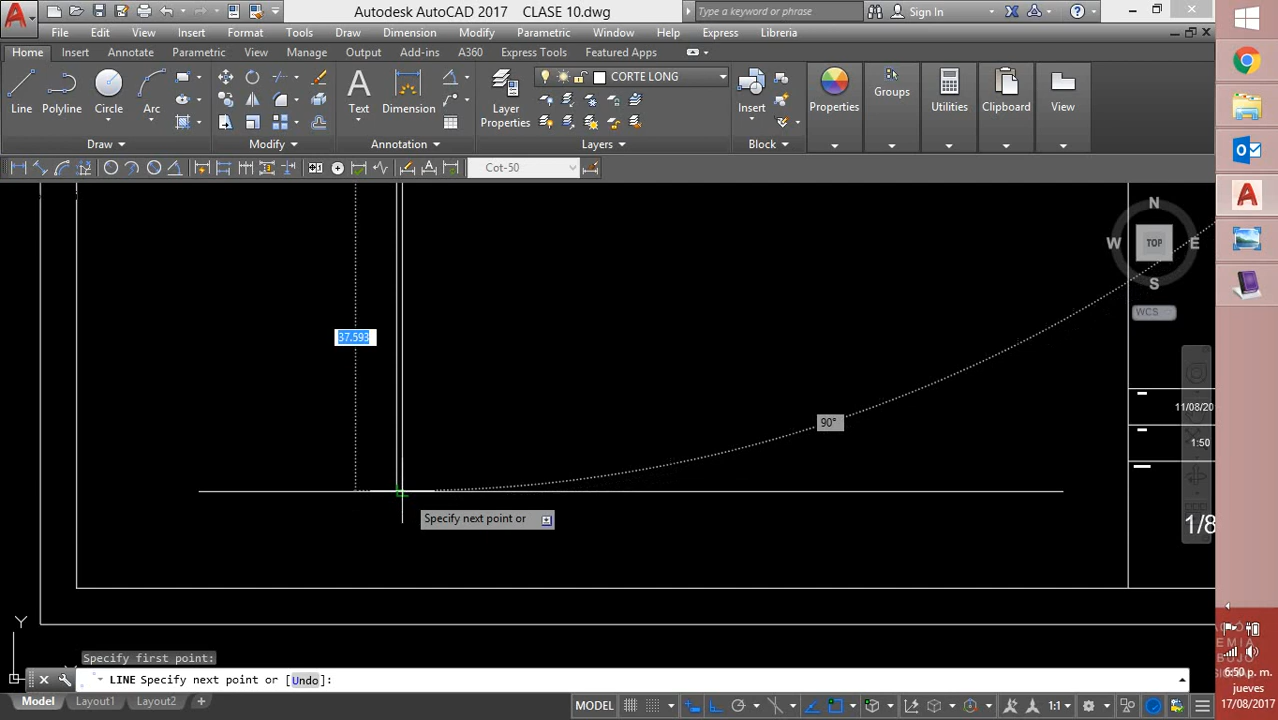 Autodesk AutoCAD 2017 CLASE 10.dwg
Type a keyword or phrase
Sign In
File Edit View Insert Format Tools Draw Dimension Modify Parametric Window Help Express Libreria
Home Insert Annotate Parametric View Manage Output Add-ins A360 Express Tools Featured Apps
CORTE LONG
Line Polyline Circle Arc
Text Dimension
Layer
Properties
Insert
Properties Groups Utilities Clipboard View
Draw Modify Annotation Layers Block
Cot-50
N
W TOP E
S
WCS
37.593
90°
11/08/20
1:50
Specify next point or
1/8
Y
Specify first point:
LINE Specify next point or [Undo]:
Model Layout1 Layout2 +
MODEL
1:1
6:50 p. m.
jueves
17/08/2017